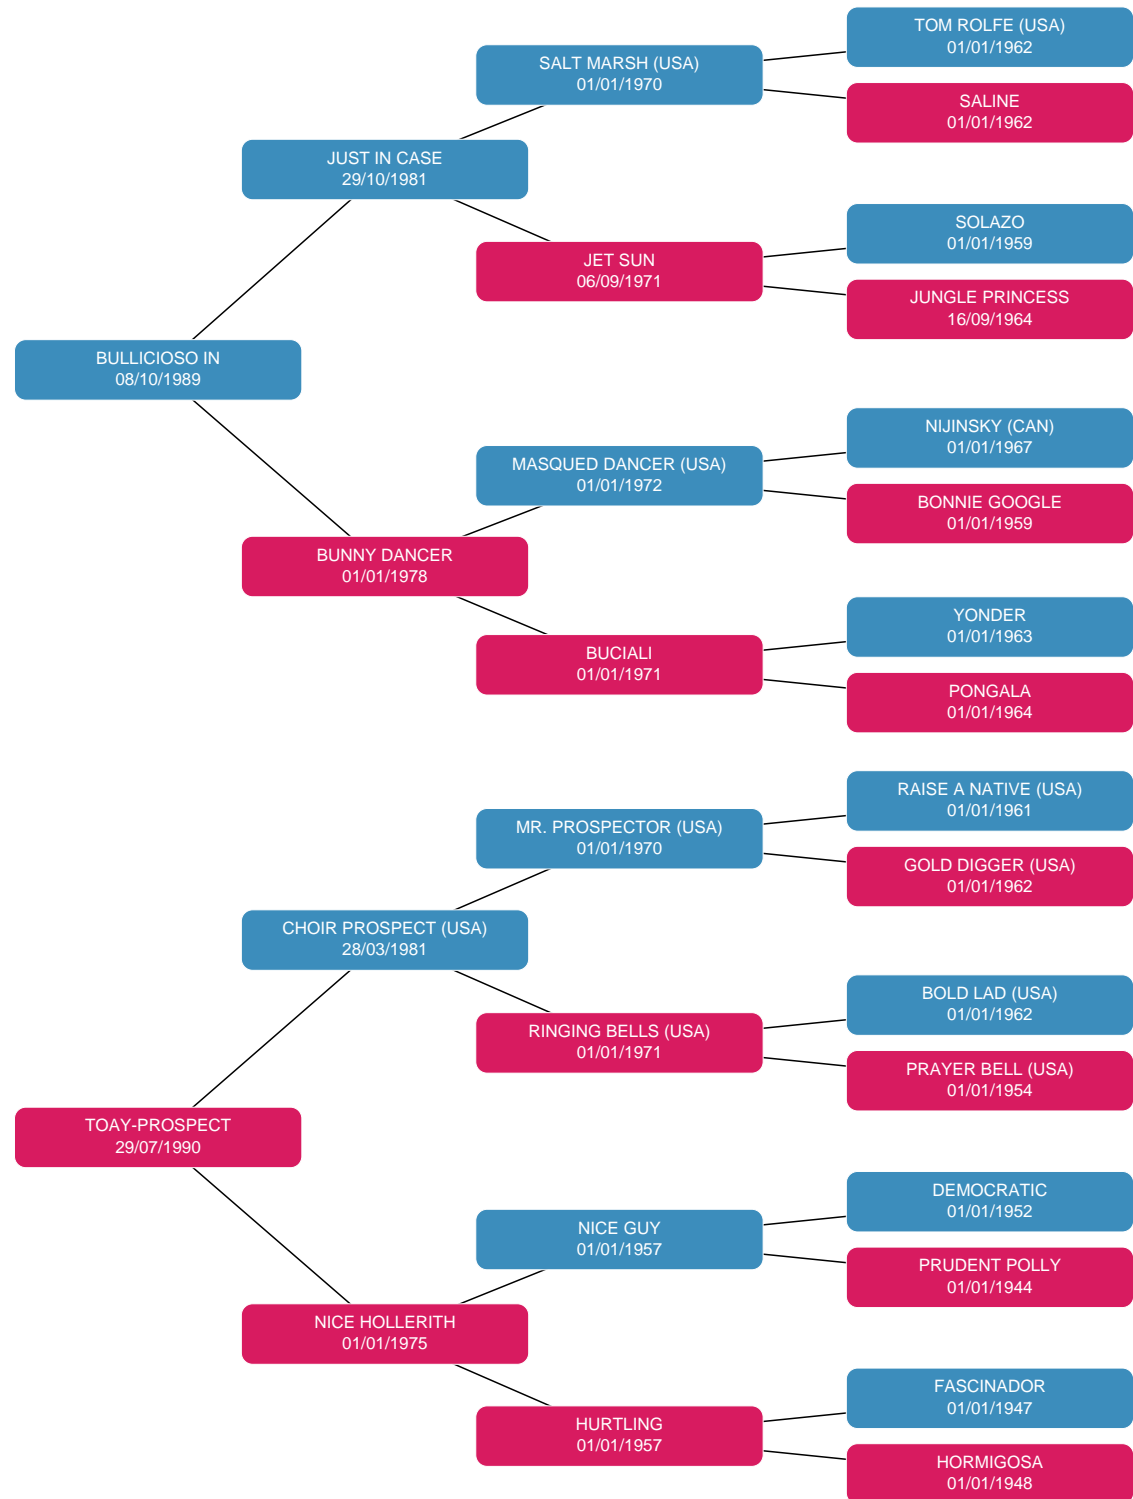 TOM ROLFE (USA)
01/01/1962
SALT MARSH (USA)
01/01/1970
SALINE
01/01/1962
JUST IN CASE
29/10/1981
SOLAZO
01/01/1959
JET SUN
06/09/1971
JUNGLE PRINCESS
16/09/1964
BULLICIOSO IN
08/10/1989
NIJINSKY (CAN)
01/01/1967
MASQUED DANCER (USA)
01/01/1972
BONNIE GOOGLE
01/01/1959
BUNNY DANCER
01/01/1978
YONDER
01/01/1963
BUCIALI
01/01/1971
PONGALA
01/01/1964
RAISE A NATIVE (USA)
01/01/1961
MR. PROSPECTOR (USA)
01/01/1970
GOLD DIGGER (USA)
01/01/1962
CHOIR PROSPECT (USA)
28/03/1981
BOLD LAD (USA)
01/01/1962
RINGING BELLS (USA)
01/01/1971
PRAYER BELL (USA)
01/01/1954
TOAY-PROSPECT
29/07/1990
DEMOCRATIC
01/01/1952
NICE GUY
01/01/1957
PRUDENT POLLY
01/01/1944
NICE HOLLERITH
01/01/1975
FASCINADOR
01/01/1947
HURTLING
01/01/1957
HORMIGOSA
01/01/1948